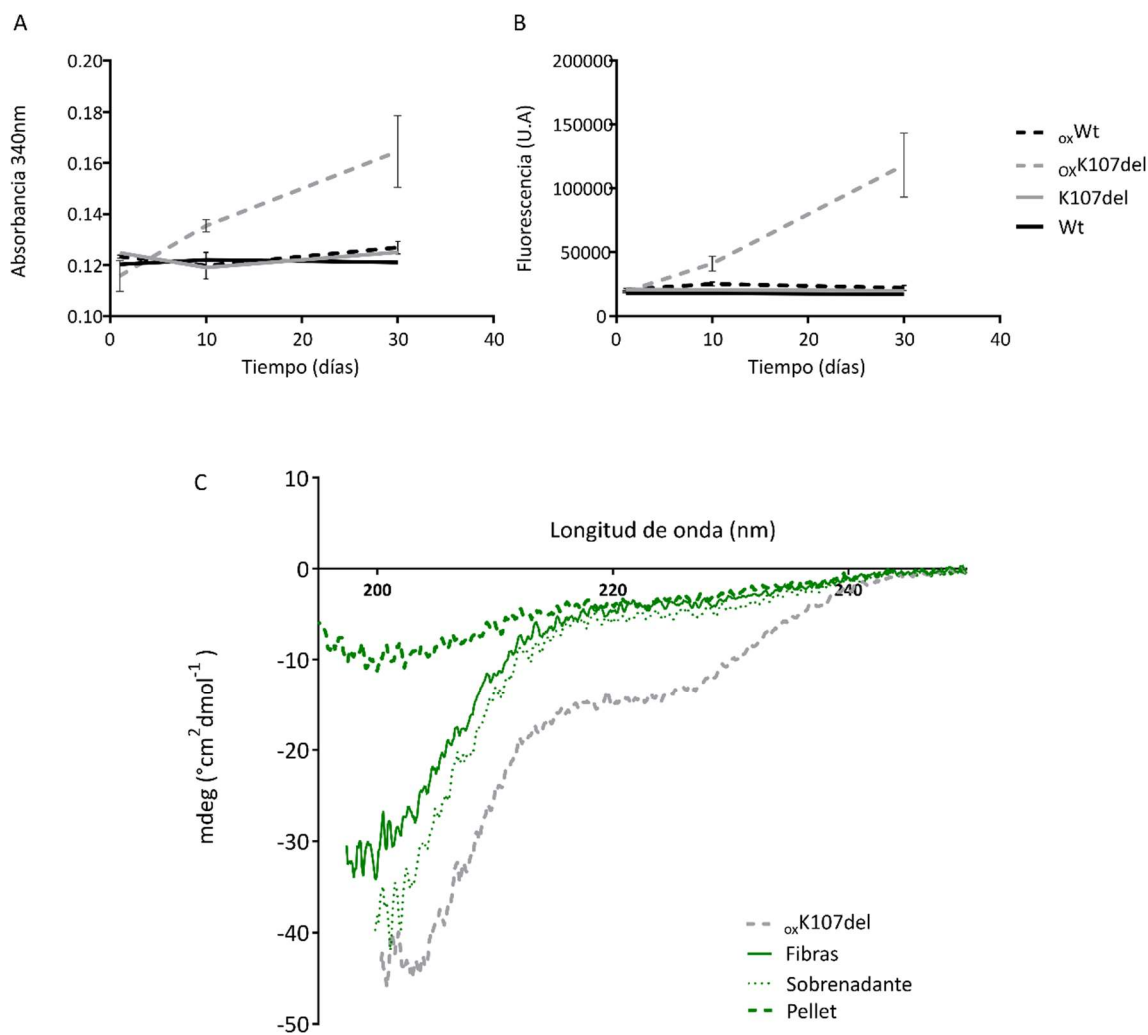 A
Absorbancia 340nm
0.20
0.18
0.16
0.14
0.12
0.10
0
10
20
30
40
Tiempo (días)
B
Fluorescencia (U.A)
200000
150000
100000
50000
0
0
10
20
30
40
Tiempo (días)
oxWt
OXK107del
K107del
Wt
C
mdeg (°cm²dmol⁻¹)
Longitud de onda (nm)
10
0
-10
-20
-30
-40
-50
200
220
240
oxK107del
Fibras
Sobrenadante
Pellet